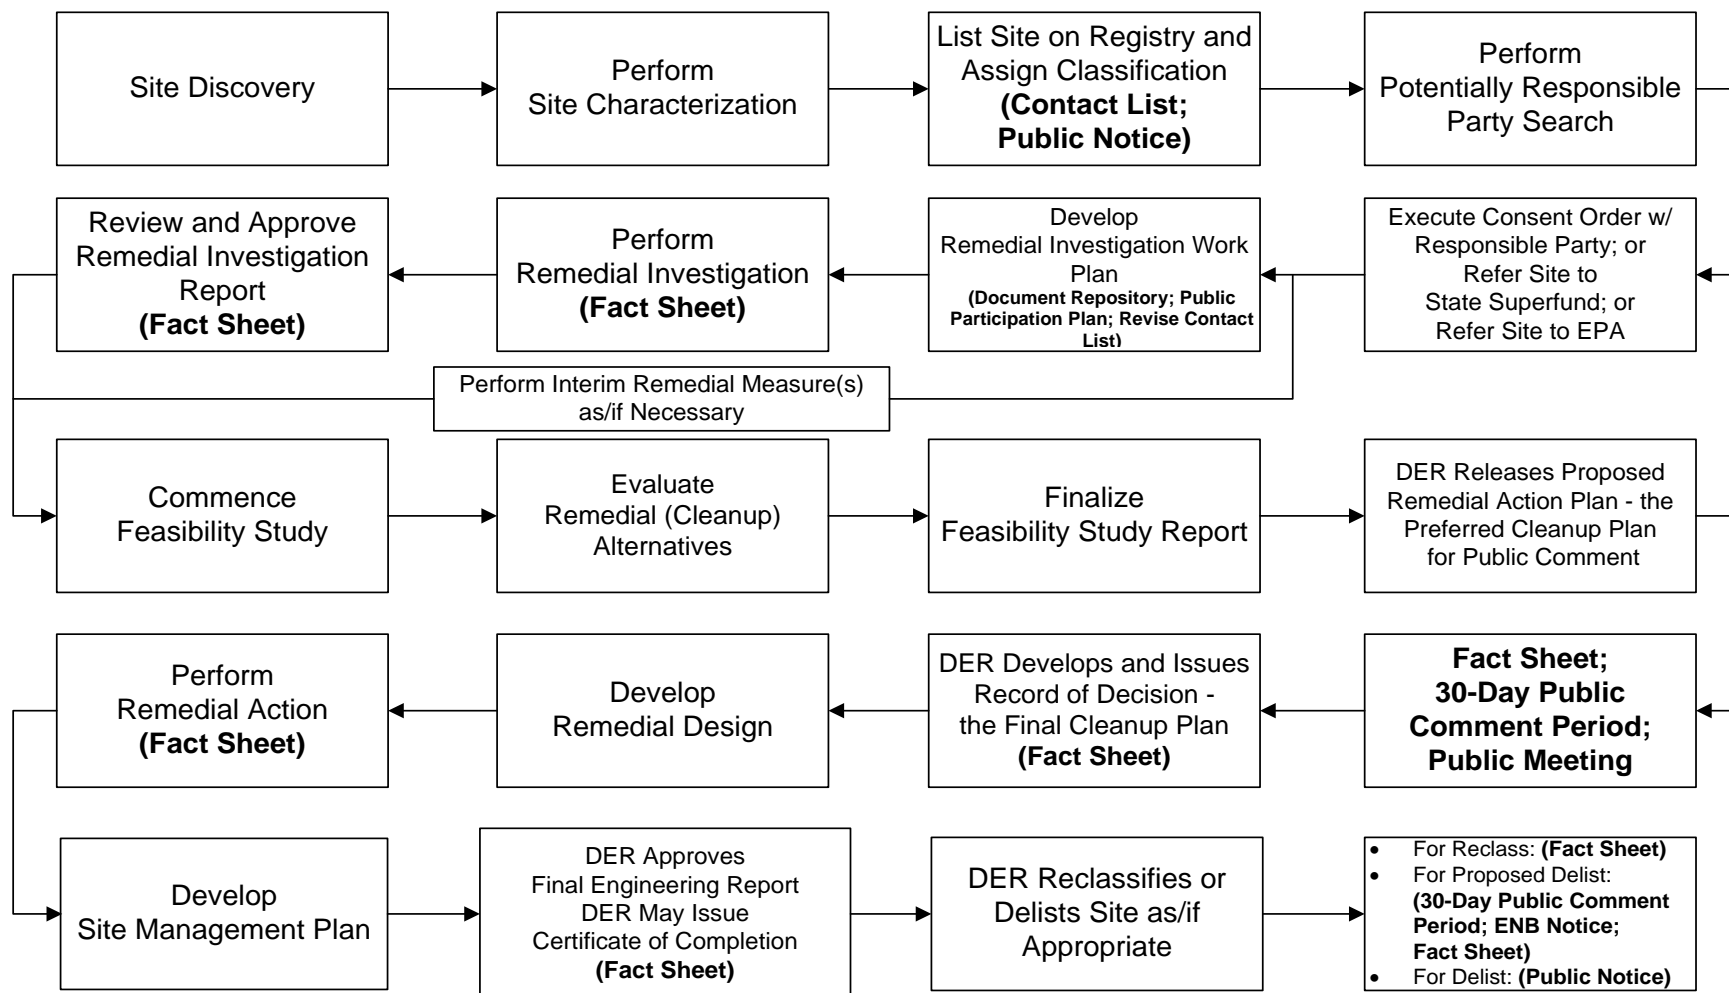 Site Discovery
Perform
Site Characterization
List Site on Registry and
Assign Classification
(Contact List;
Public Notice)
Perform
Potentially Responsible
Party Search
Review and Approve
Remedial Investigation
Report
(Fact Sheet)
Perform
Remedial Investigation
(Fact Sheet)
Develop
Remedial Investigation Work
Plan
(Document Repository; Public
Participation Plan; Revise Contact
List)
Execute Consent Order w/
Responsible Party; or
Refer Site to
State Superfund; or
Refer Site to EPA
Perform Interim Remedial Measure(s)
as/if Necessary
Commence
Feasibility Study
Evaluate
Remedial (Cleanup)
Alternatives
Finalize
Feasibility Study Report
DER Releases Proposed
Remedial Action Plan - the
Preferred Cleanup Plan
for Public Comment
Perform
Remedial Action
(Fact Sheet)
Develop
Remedial Design
DER Develops and Issues
Record of Decision -
the Final Cleanup Plan
(Fact Sheet)
Fact Sheet;
30-Day Public
Comment Period;
Public Meeting
Develop
Site Management Plan
DER Approves
Final Engineering Report
DER May Issue
Certificate of Completion
(Fact Sheet)
DER Reclassifies or
Delists Site as/if
Appropriate
• For Reclass: (Fact Sheet)
• For Proposed Delist:
(30-Day Public Comment
Period; ENB Notice;
Fact Sheet)
• For Delist: (Public Notice)